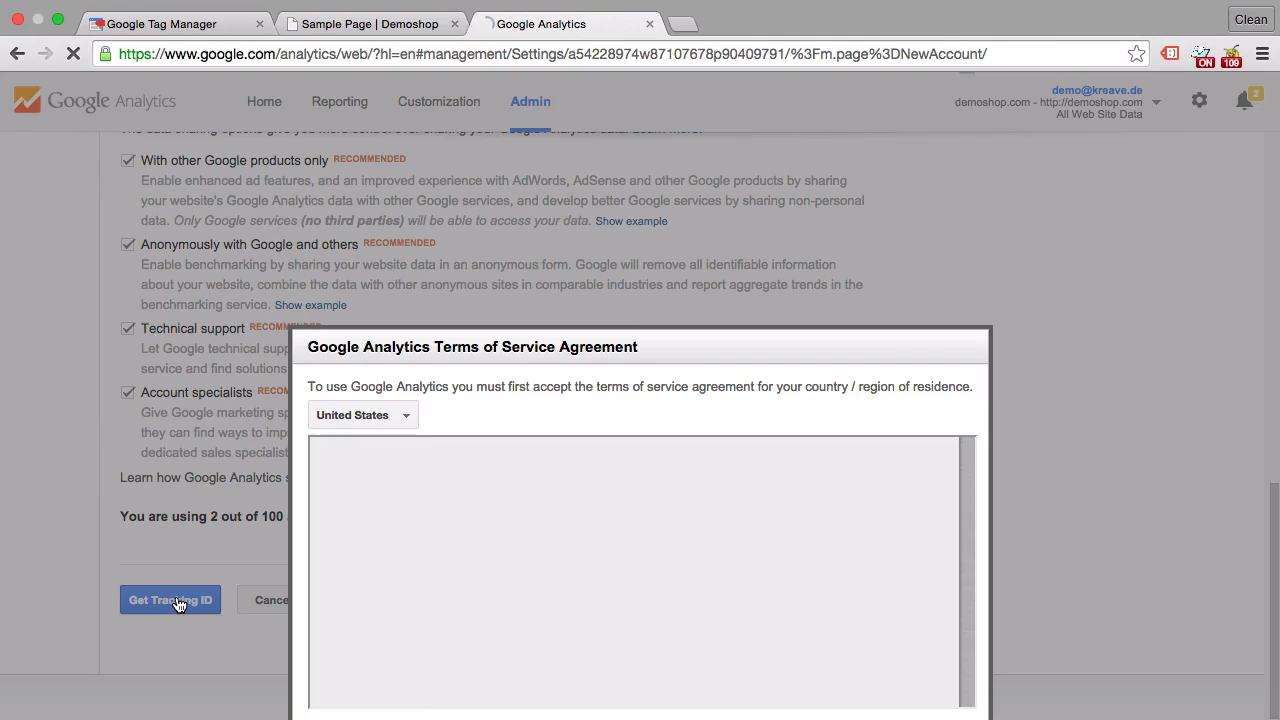 Google Tag Manager
Sample Page | Demoshop
Google Analytics
Clean
https://www.google.com/analytics/web/?hl=en#management/Settings/a54228974w87107678p90409791/%3Fm.page%3DNewAccount/
ON
109
Google Analytics
Home
Reporting
Customization
Admin
demo@kreave.de
demoshop.com - http://demoshop.com
All Web Site Data
2
With other Google products only RECOMMENDED
Enable enhanced ad features, and an improved experience with AdWords, AdSense and other Google products by sharing
your website's Google Analytics data with other Google services, and develop better Google services by sharing non-personal
data. Only Google services (no third parties) will be able to access your data. Show example
Anonymously with Google and others RECOMMENDED
Enable benchmarking by sharing your website data in an anonymous form. Google will remove all identifiable information
about your website, combine the data with other anonymous sites in comparable industries and report aggregate trends in the
benchmarking service. Show example
Technical support
Let Google technical supp
service and find solutions
Account specialists RECOM
Give Google marketing sp
they can find ways to imp
dedicated sales specialist
Learn how Google Analytics s
You are using 2 out of 100
Get Tracking ID
Cance
Google Analytics Terms of Service Agreement
To use Google Analytics you must first accept the terms of service agreement for your country / region of residence.
United States